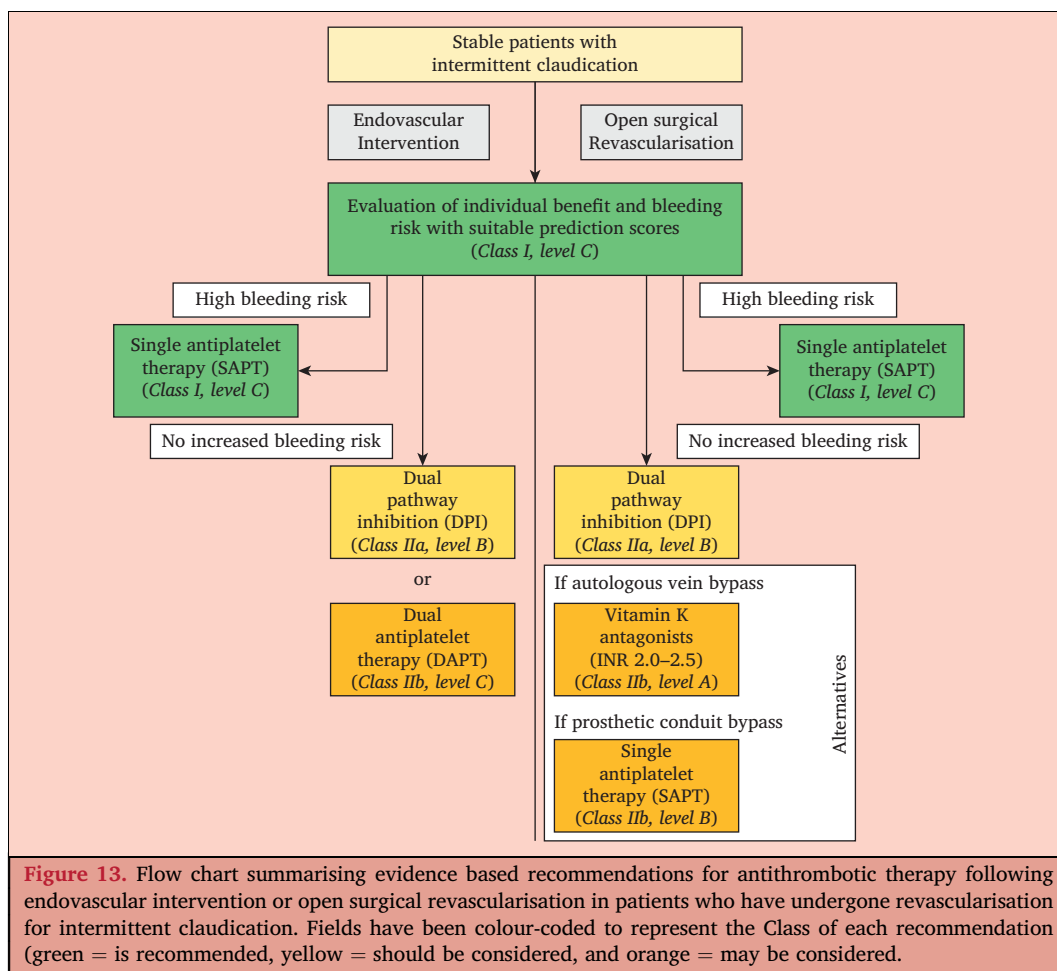 Stable patients with
intermittent claudication
Endovascular
Intervention
Open surgical
Revascularisation
Evaluation of individual benefit and bleeding
risk with suitable prediction scores
(Class I, level C)
High bleeding risk
High bleeding risk
Single antiplatelet
therapy (SAPT)
(Class I, level C)
Single antiplatelet
therapy (SAPT)
(Class I, level C)
No increased bleeding risk
No increased bleeding risk
Dual
pathway
inhibition (DPI)
(Class IIa, level B)
or
Dual
antiplatelet
therapy (DAPT)
(Class IIb, level C)
Dual
pathway
inhibition (DPI)
(Class IIa, level B)
If autologous vein bypass
Vitamin K
antagonists
(INR 2.0–2.5)
(Class IIb, level A)
If prosthetic conduit bypass
Single
antiplatelet
therapy (SAPT)
(Class IIb, level B)
Alternatives
Figure 13. Flow chart summarising evidence based recommendations for antithrombotic therapy following
endovascular intervention or open surgical revascularisation in patients who have undergone revascularisation
for intermittent claudication. Fields have been colour-coded to represent the Class of each recommendation
(green = is recommended, yellow = should be considered, and orange = may be considered.